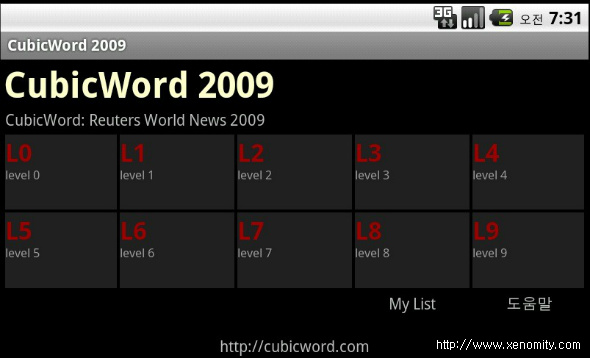 3G 오전 7:31
CubicWord 2009
CubicWord 2009
CubicWord: Reuters World News 2009
L0 L1 L2 L3 L4
level 0 level 1 level 2 level 3 level 4
L5 L6 L7 L8 L9
level 5 level 6 level 7 level 8 level 9
My List 도움말
http://cubicword.com
http://www.xenomity.com